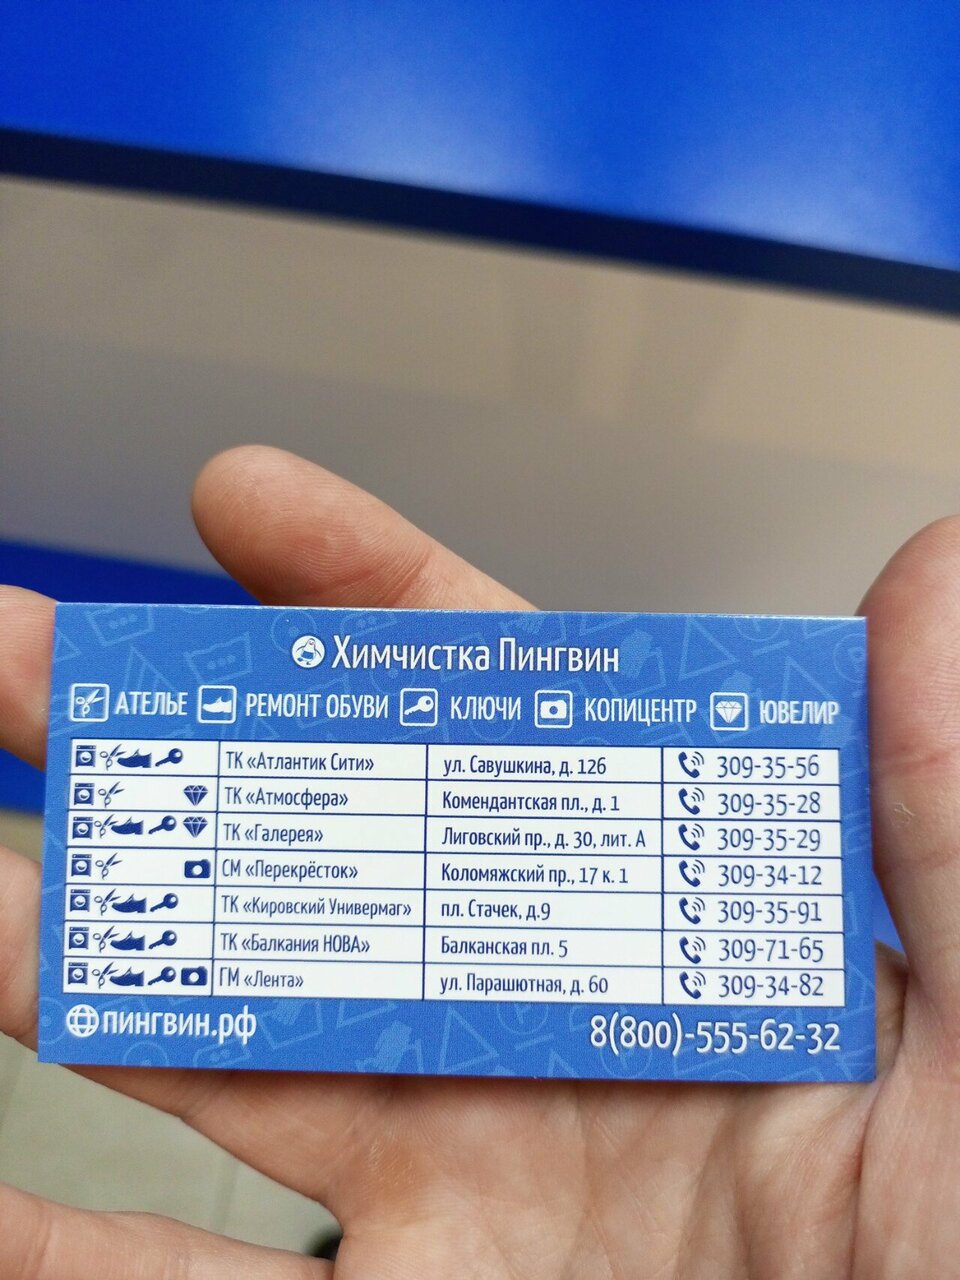 Химчистка Пингвин
АТЕЛЬЕ РЕМОНТ ОБУВИ КЛЮЧИ КОПИЦЕНТР ЮВЕЛИР
ТК «Атлантик Сити» ул. Савушкина, д. 126 309-35-56
ТК «Атмосфера» Комендантская пл., д. 1 309-35-28
ТК «Галерея» Лиговский пр., д. 30, лит. А 309-35-29
СМ «Перекрёсток» Коломяжский пр., 17 к. 1 309-34-12
ТК «Кировский Универмаг» пл. Стачек, д.9 309-35-91
ТК «Балкания НОВА» Балканская пл. 5 309-71-65
ГМ «Лента» ул. Парашютная, д. 60 309-34-82
пингвин.рф 8(800)-555-62-32